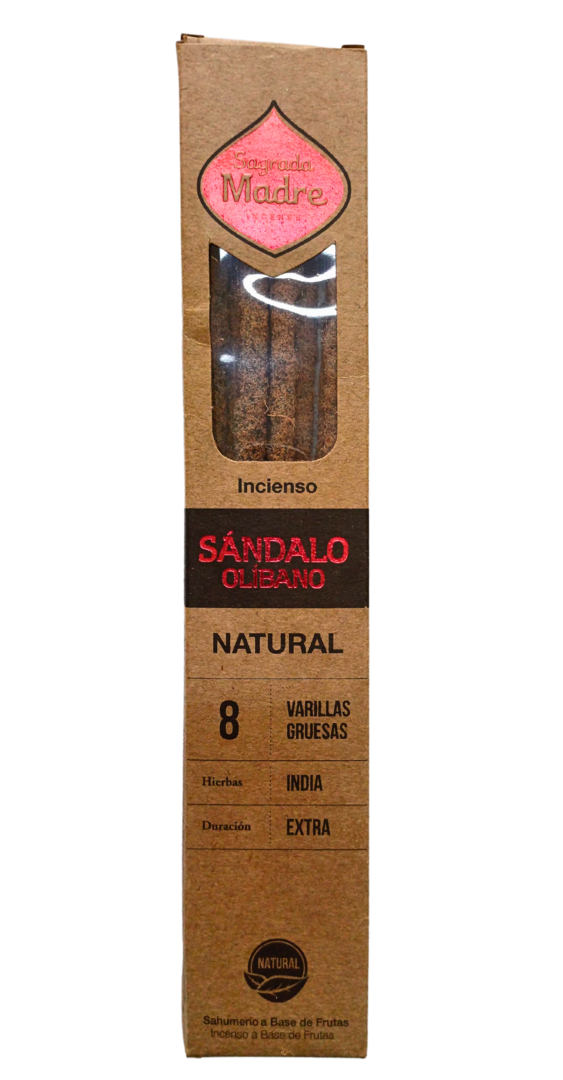 Sagrada
Madre
INCENSE
Incienso
SÁNDALO
OLÍBANO
NATURAL
8 VARILLAS
GRUESAS
Hierbas INDIA
Duración EXTRA
NATURAL
Sahumerio a Base de Frutas
Incenso à Base de Frutas